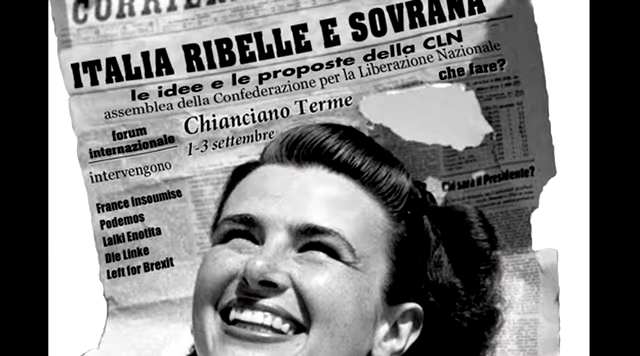 CORRIER
ITALIA RIBELLE E SOVRANA
le idee e le proposte della CLN
assemblea della Confederazione per la Liberazione Nazionale
che fare?
forum
internazionale
Chianciano Terme
1-3 settembre
intervengono
France Insoumise
Podemos
Laiki Enotita
Die Linke
Left for Brexit
Chi sarà il Presidente?